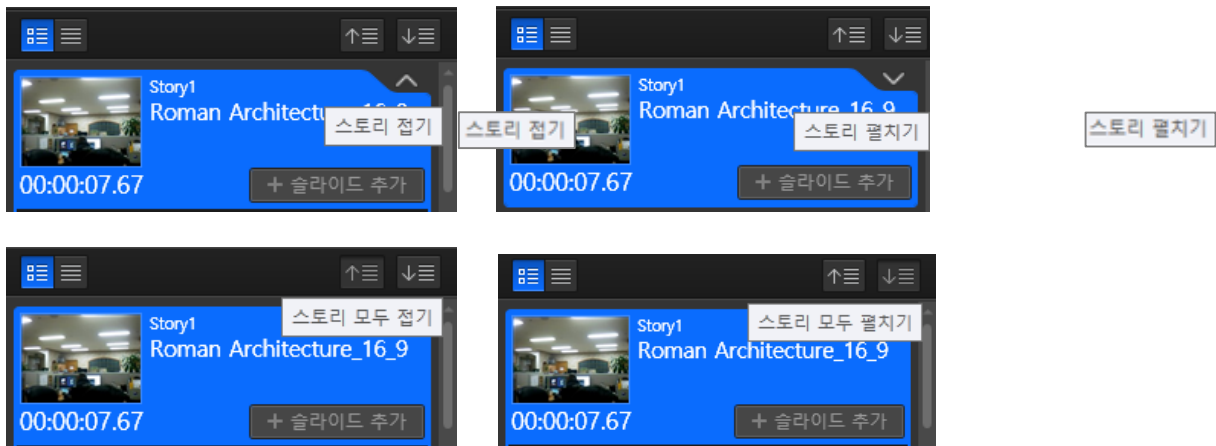 Story1
Roman Architectu
스토리 접기
00:00:07.67
+ 슬라이드 추가
스토리 접기
Story1
Roman Architecture_16_9
스토리 펼치기
00:00:07.67
+ 슬라이드 추가
스토리 펼치기
Story1
스토리 모두 접기
Roman Architecture_16_9
00:00:07.67
+ 슬라이드 추가
Story1
스토리 모두 펼치기
Roman Architecture_16_9
00:00:07.67
+ 슬라이드 추가